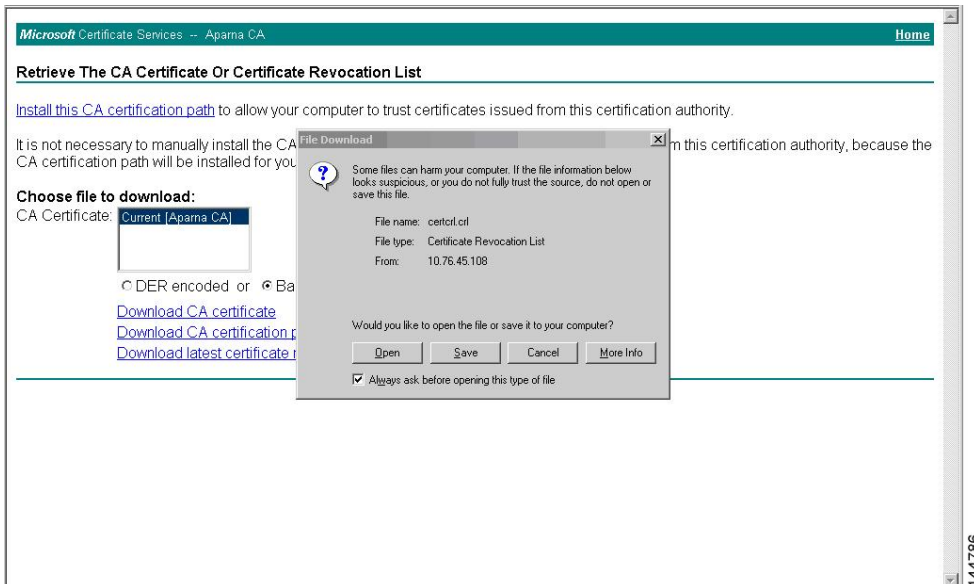 Microsoft Certificate Services -- Aparna CA Home
Retrieve The CA Certificate Or Certificate Revocation List
Install this CA certification path to allow your computer to trust certificates issued from this certification authority.
It is not necessary to manually install the CA
m this certification authority, because the
CA certification path will be installed for you
Choose file to download:
CA Certificate: Current [Aparna CA]
DER encoded or Ba
Download CA certificate
Download CA certification p
Download latest certificate r
File Download
Some files can harm your computer. If the file information below
looks suspicious, or you do not fully trust the source, do not open or
save this file.
File name: certcrl.crl
File type: Certificate Revocation List
From: 10.76.45.108
Would you like to open the file or save it to your computer?
Open Save Cancel More Info
Always ask before opening this type of file